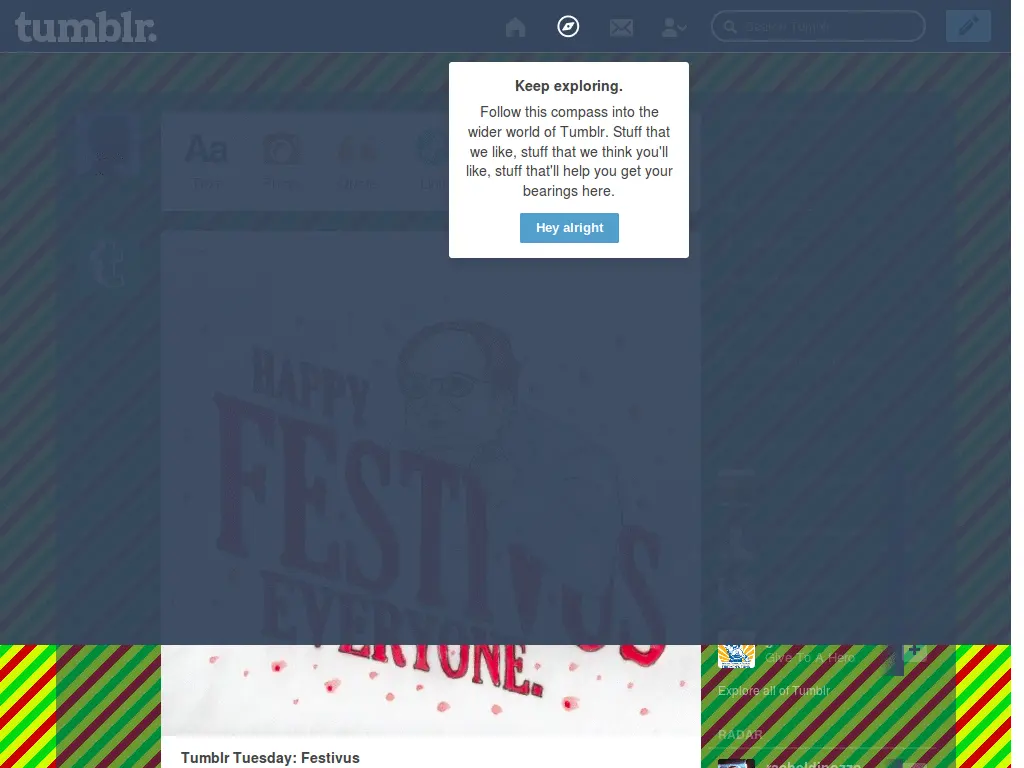 tumblr.
Search Tumblr
Keep exploring.
Follow this compass into the
wider world of Tumblr. Stuff that
we like, stuff that we think you'll
like, stuff that'll help you get your
bearings here.
Hey alright
Aa
Text
Photo
Quote
t
HAPPY
FESTIVUS
EVERYONE.
Give To A Hero
Explore all of Tumblr
RADAR
Tumblr Tuesday: Festivus